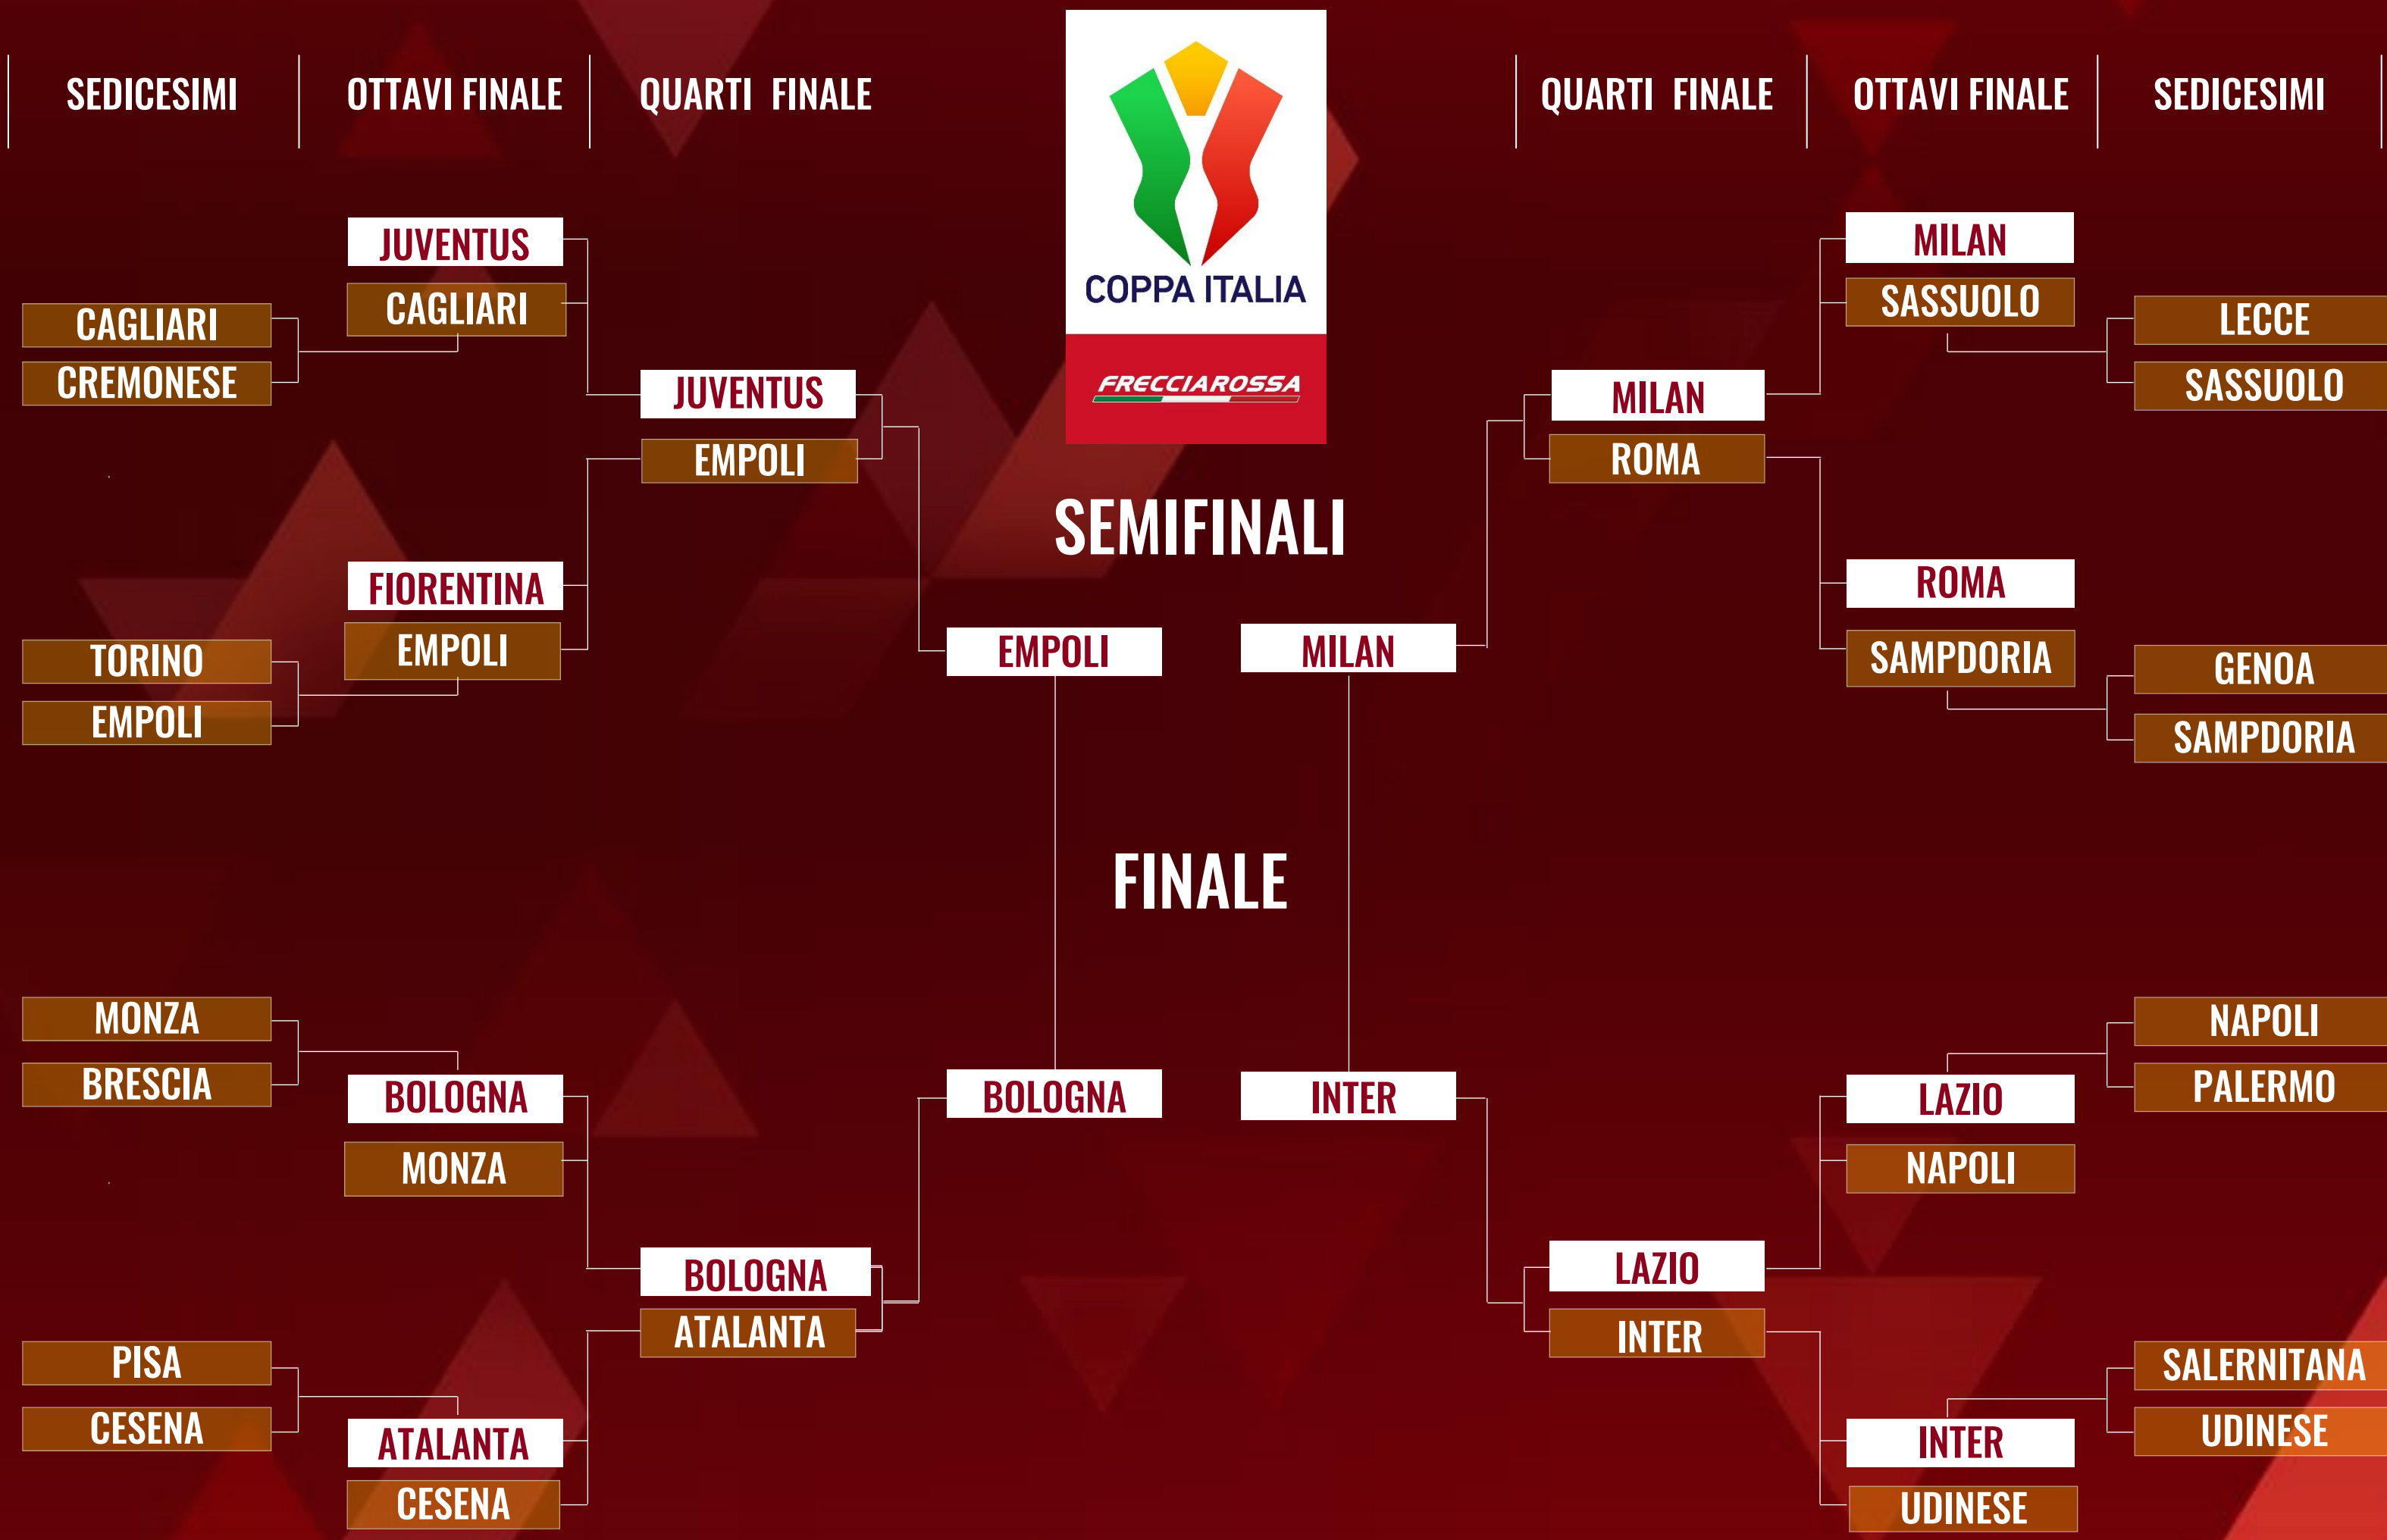 SEDICESIMI
OTTAVI FINALE
QUARTI FINALE
COPPA ITALIA
FRECCIAROSSA
QUARTI FINALE
OTTAVI FINALE
SEDICESIMI
JUVENTUS
CAGLIARI
CAGLIARI
CREMONESE
JUVENTUS
EMPOLI
FIORENTINA
EMPOLI
TORINO
EMPOLI
MILAN
SASSUOLO
LECCE
SASSUOLO
MILAN
ROMA
ROMA
SAMPDORIA
GENOA
SAMPDORIA
SEMIFINALI
EMPOLI
MILAN
FINALE
BOLOGNA
INTER
MONZA
BRESCIA
BOLOGNA
MONZA
BOLOGNA
ATALANTA
PISA
CESENA
ATALANTA
CESENA
NAPOLI
PALERMO
LAZIO
NAPOLI
LAZIO
INTER
SALERNITANA
UDINESE
INTER
UDINESE